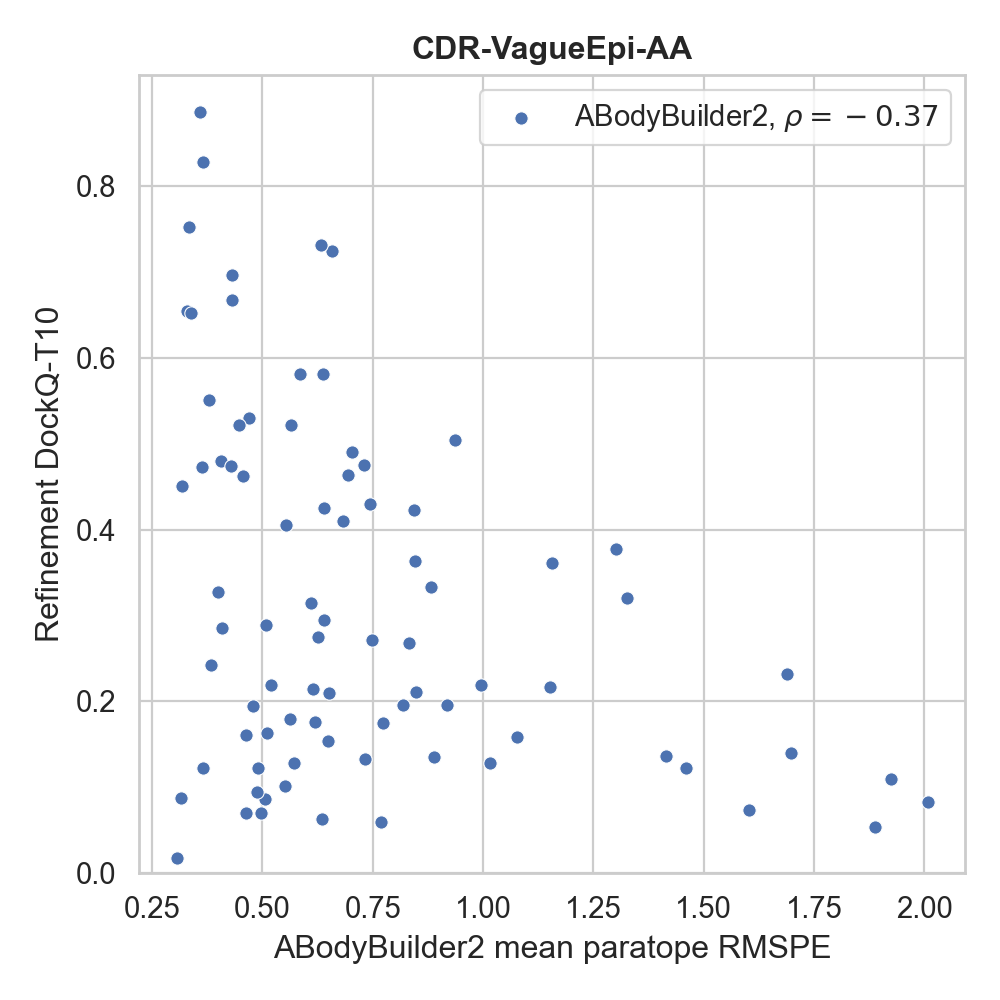 CDR-VagueEpi-AA
ABodyBuilder2, ρ = − 0.37
Refinement DockQ-T10
0.8
0.6
0.4
0.2
0.0
0.25 0.50 0.75 1.00 1.25 1.50 1.75 2.00
ABodyBuilder2 mean paratope RMSPE